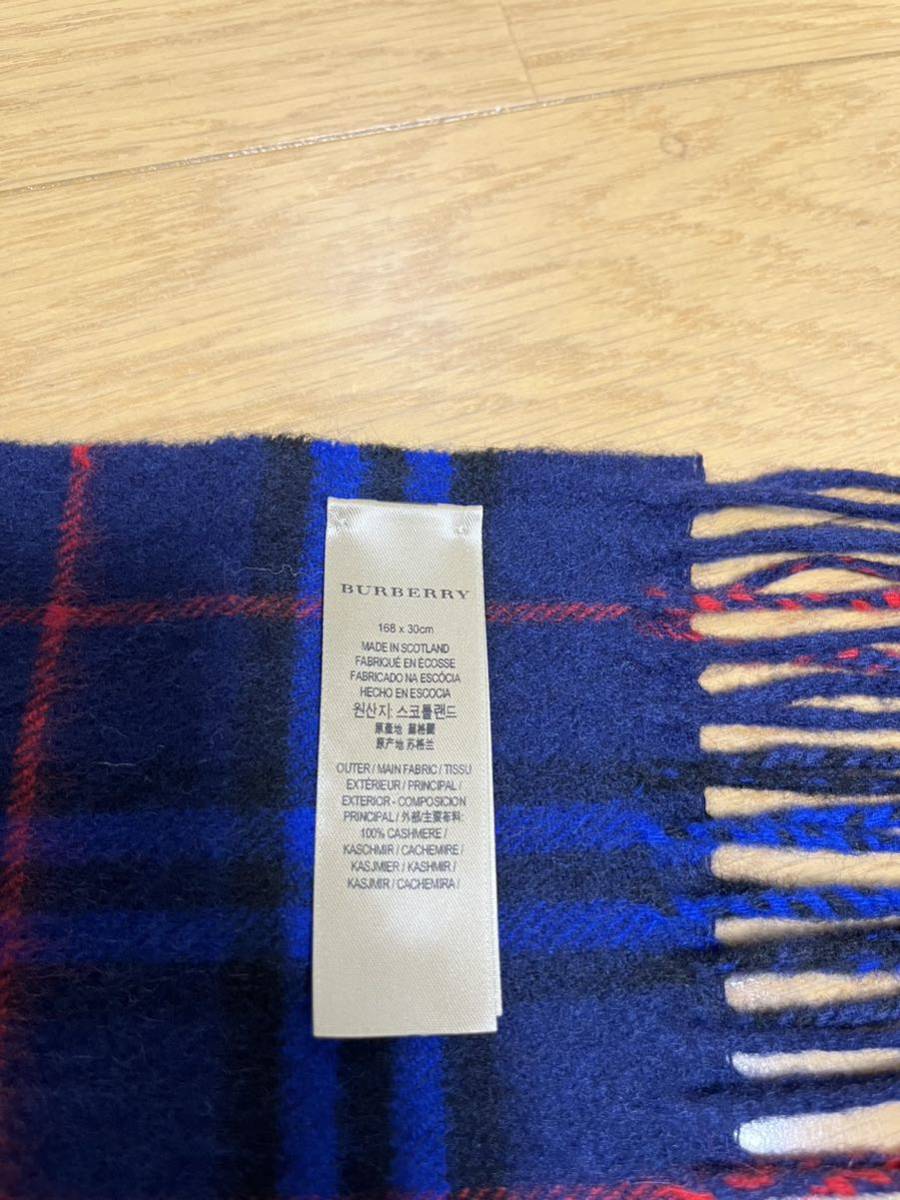 BURBERRY
168 x 30cm
MADE IN SCOTLAND
FABRIQUÉ EN ÉCOSSE
FABRICADO NA ESCÓCIA
HECHO EN ESCOCIA
원산지: 스코틀랜드
原產地 蘇格蘭
原产地 苏格兰
OUTER / MAIN FABRIC / TISSU
EXTÉRIEUR / PRINCIPAL /
EXTERIOR - COMPOSICION
PRINCIPAL / 外部/主要布料:
100% CASHMERE /
KASCHMIR / CACHEMIRE /
KASJMIER / KASHMIR /
KASJMIR / CACHEMIRA /